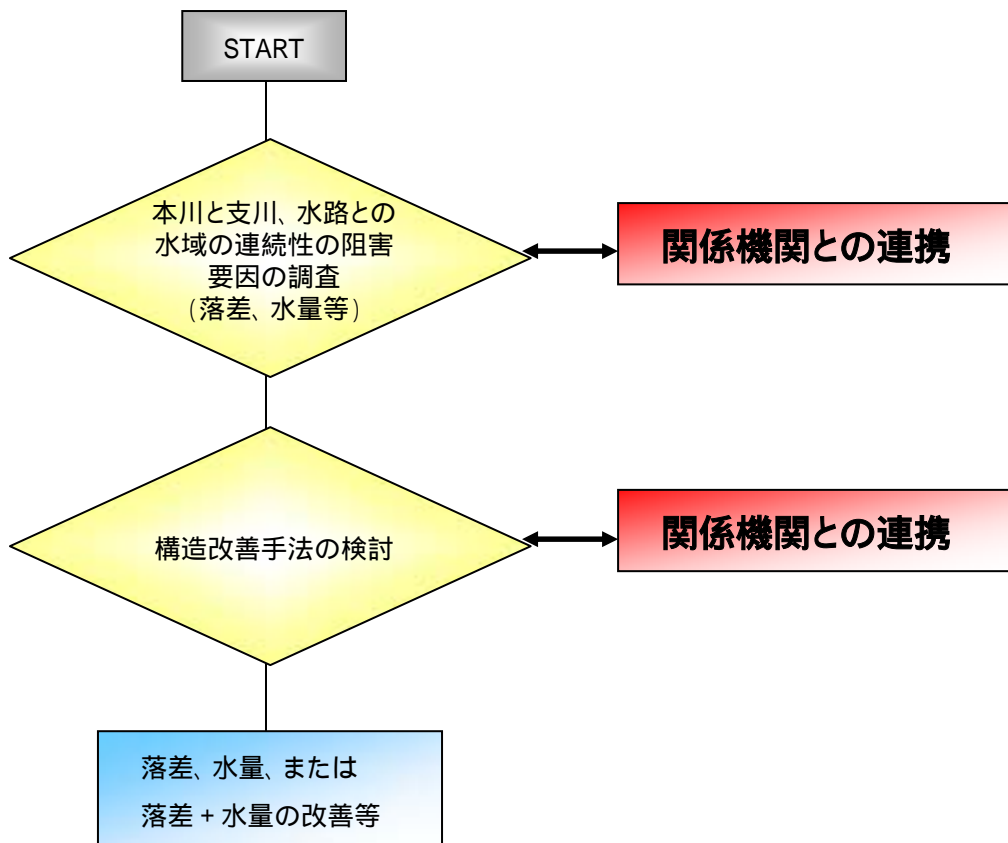 START
本川と支川、水路との
水域の連続性の阻害
要因の調査
(落差、水量等)
関係機関との連携
構造改善手法の検討
関係機関との連携
落差、水量、または
落差+水量の改善等